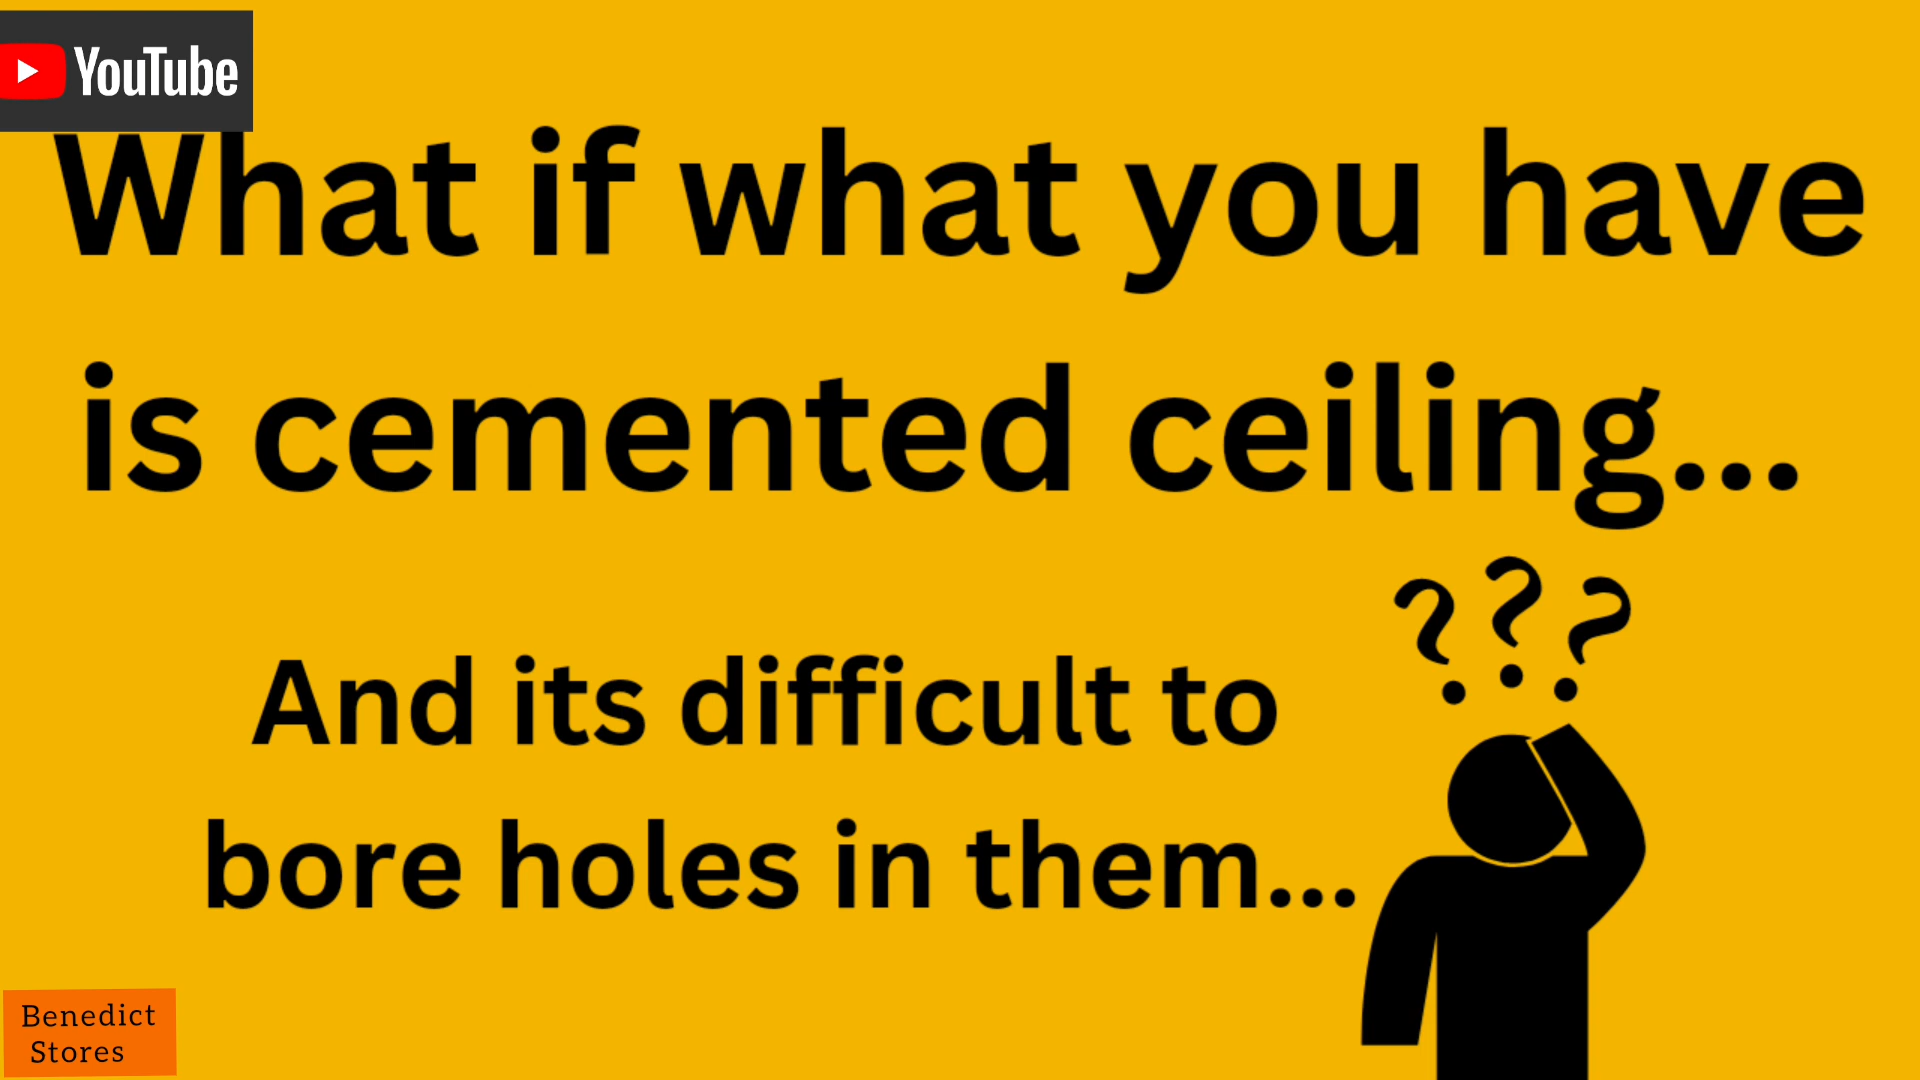 YouTube
What if what you have
is cemented ceiling...
???
And its difficult to
bore holes in them...
Benedict
Stores